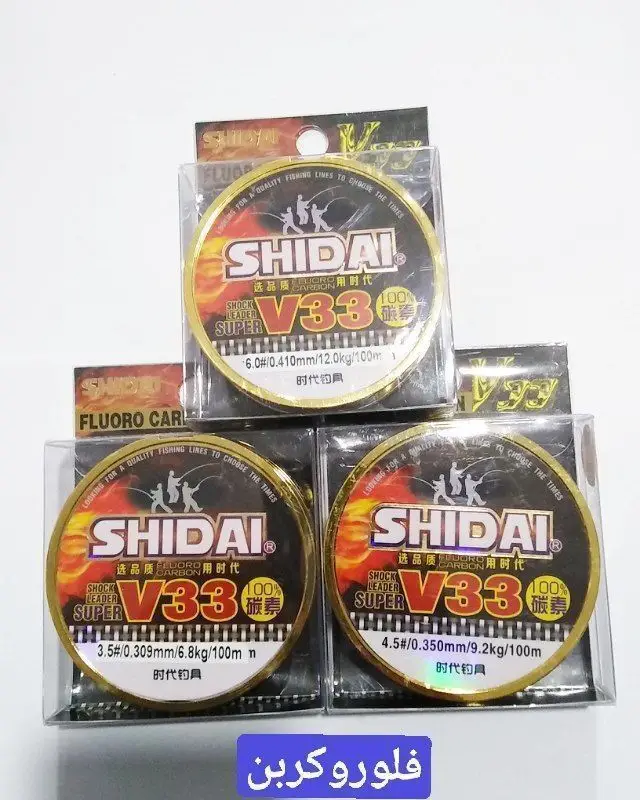 SHIDAI
V33
FLUORO
LOOKING FOR A QUALITY FISHING LINES TO CHOOSE THE TIMES
SHIDAI®
选品质 FLUORO CARBON 用时代
SHOCK LEADER SUPER V33 100% 碳素
6.0#/0.410mm/12.0kg/100m
时代钓具
SHIDAI
FLUORO CAR
V33
LOOKING FOR A QUALITY FISHING LINES TO CHOOSE THE TIMES
SHIDAI®
选品质 FLUORO CARBON 用时代
SHOCK LEADER SUPER V33 100% 碳素
3.5#/0.309mm/6.8kg/100m
时代钓具
LOOKING FOR A QUALITY FISHING LINES TO CHOOSE THE TIMES
SHIDAI®
选品质 FLUORO CARBON 用时代
SHOCK LEADER SUPER V33 100% 碳素
4.5#/0.350mm/9.2kg/100m
时代钓具
فلوروکربن